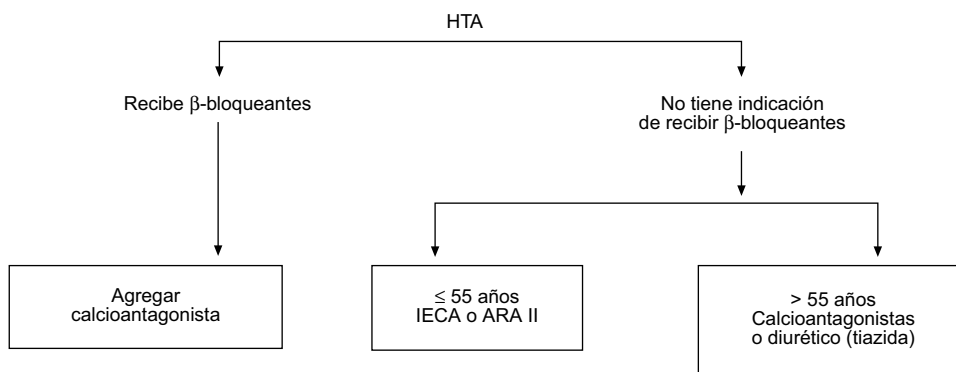 HTA
Recibe β-bloqueantes
No tiene indicación
de recibir β-bloqueantes
Agregar
calcioantagonista
≤ 55 años
IECA o ARA II
> 55 años
Calcioantagonistas
o diurético (tiazida)